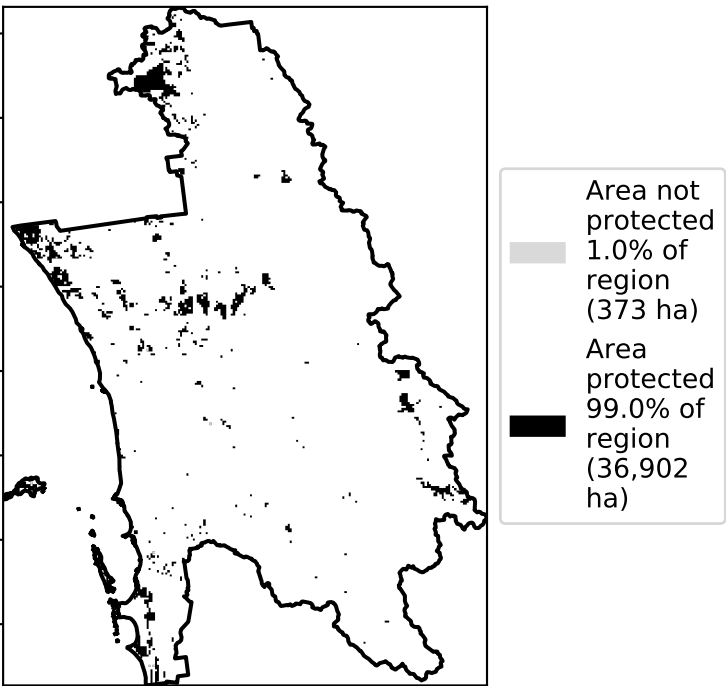 Area not
protected
1.0% of
region
(373 ha)
Area
protected
99.0% of
region
(36,902
ha)